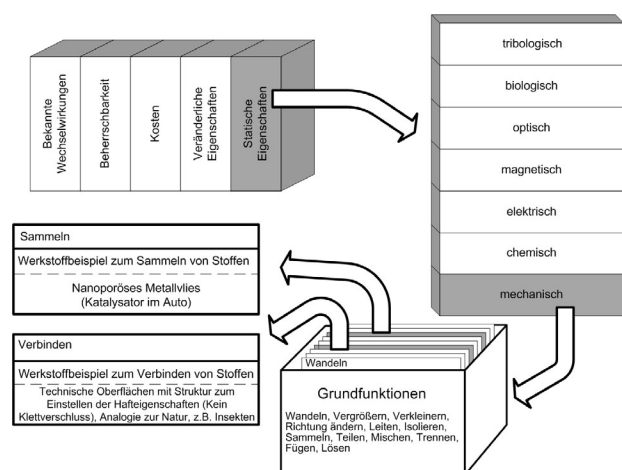 Bekannte
Wechselwirkungen
Beherrschbarkeit
Kosten
Veränderliche
Eigenschaften
Statische
Eigenschaften
tribologisch
biologisch
optisch
magnetisch
elektrisch
chemisch
mechanisch
Sammeln
Werkstoffbeispiel zum Sammeln von Stoffen
Nanoporöses Metallvlies
(Katalysator im Auto)
Verbinden
Werkstoffbeispiel zum Verbinden von Stoffen
Technische Oberflächen mit Struktur zum
Einstellen der Hafteigenschaften (Kein
Klettverschluss), Analogie zur Natur, z.B. Insekten
Wandeln
Grundfunktionen
Wandeln, Vergrößern, Verkleinern,
Richtung ändern, Leiten, Isolieren,
Sammeln, Teilen, Mischen, Trennen,
Fügen, Lösen